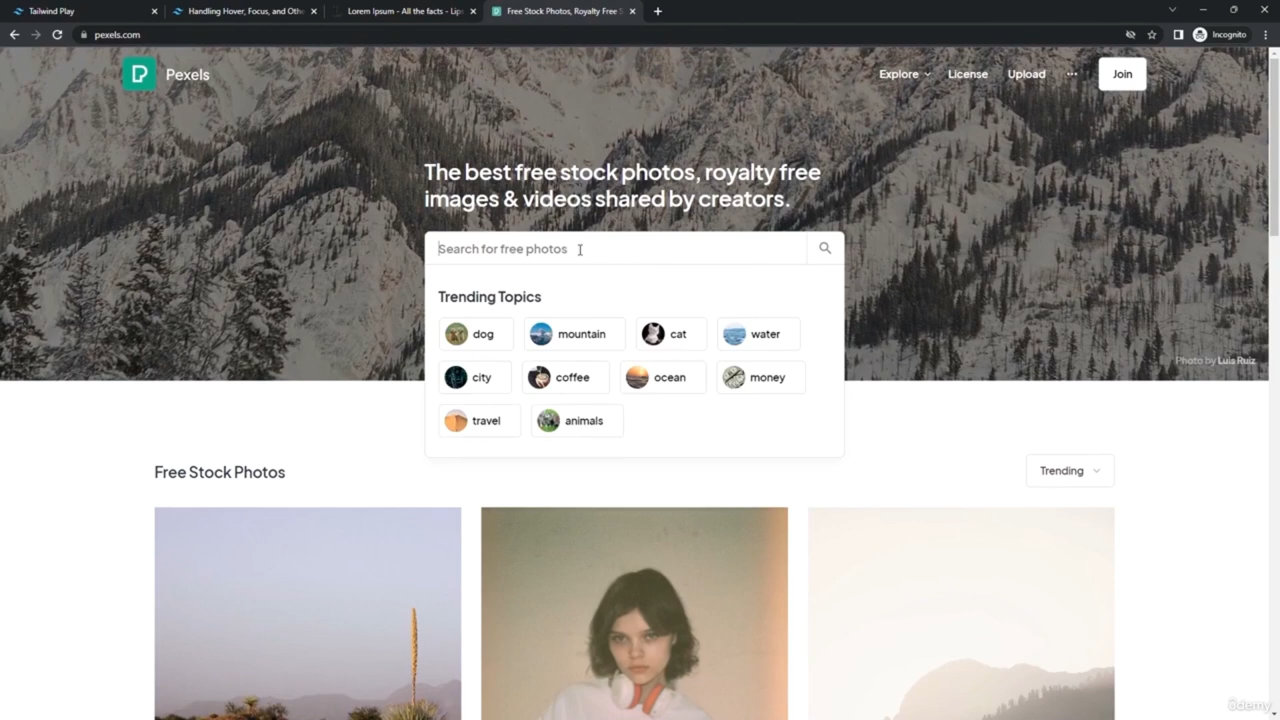 Tailwind Play
Handling Hover, Focus, and Oth
Lorem Ipsum - All the facts - Lip
Free Stock Photos, Royalty Free S
pexels.com
Incognito
Pexels
Explore
License
Upload
Join
The best free stock photos, royalty free
images & videos shared by creators.
Search for free photos
Trending Topics
dog
mountain
cat
water
city
coffee
ocean
money
travel
animals
Photo by Luis Ruiz
Free Stock Photos
Trending
ûdemy